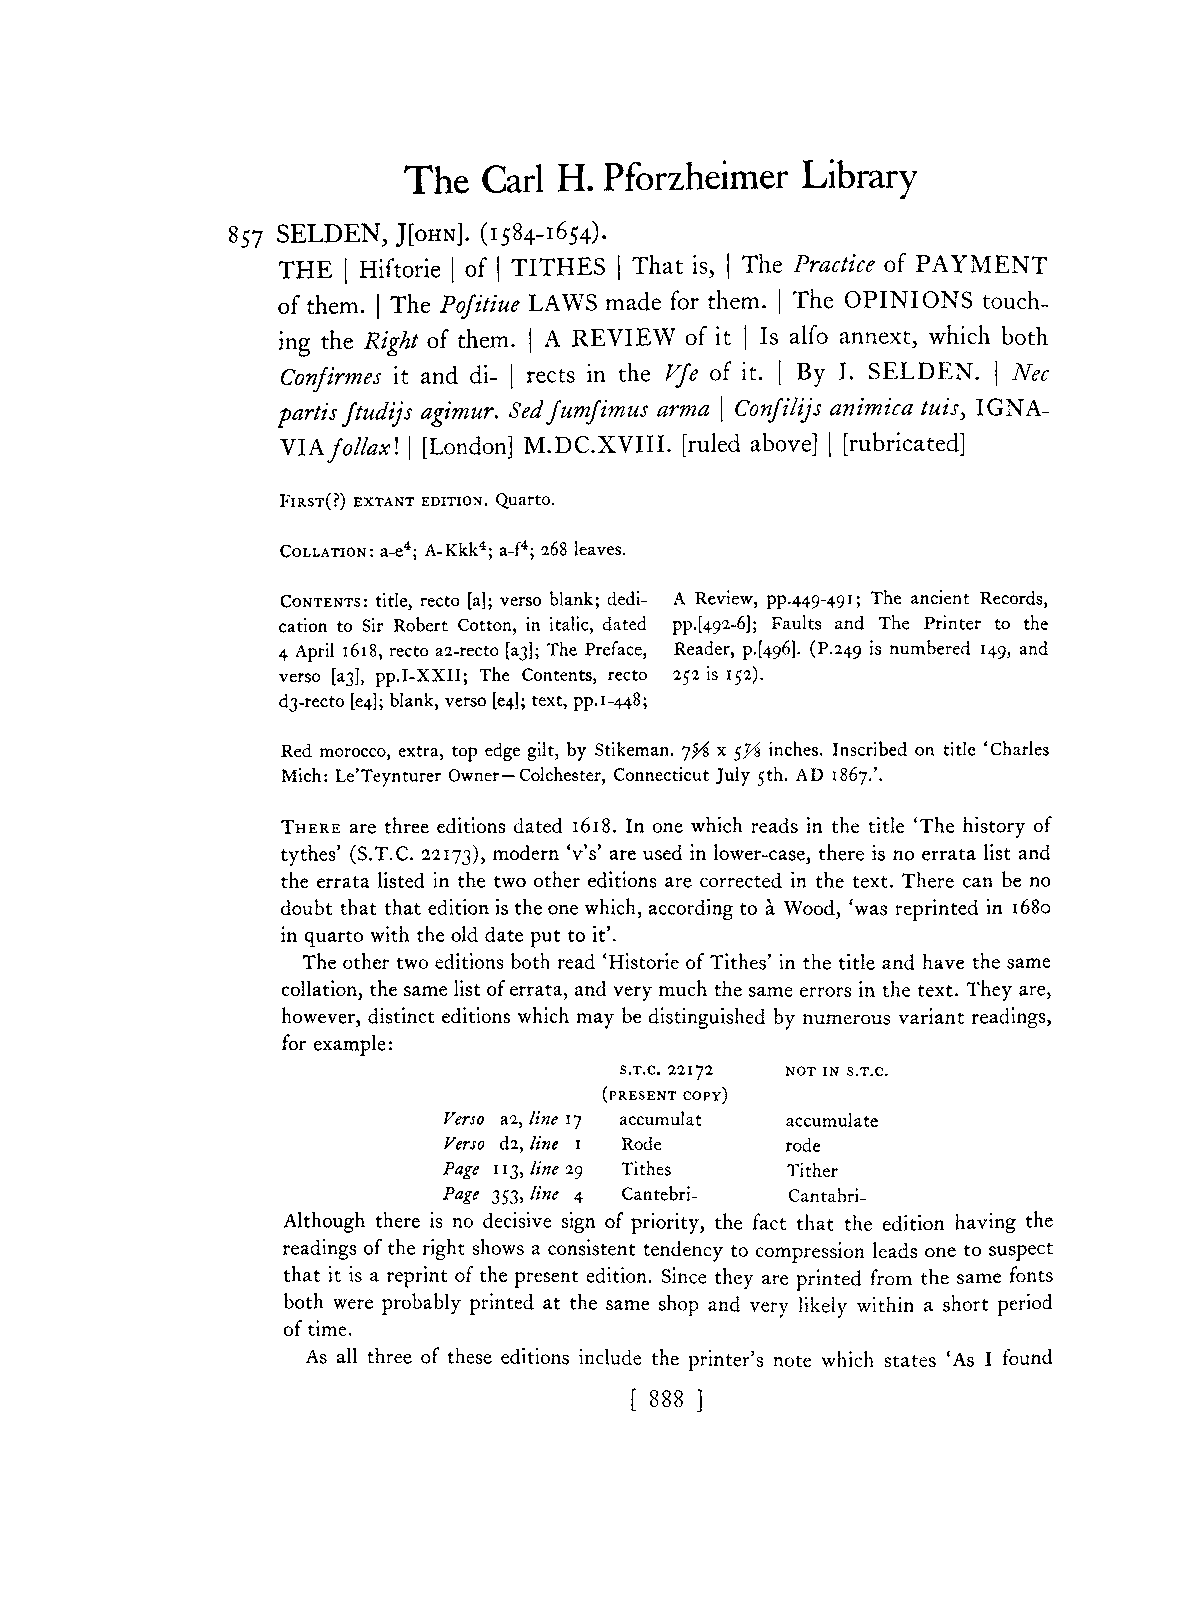 The Carl H. Pforzheimer Library
857 SELDEN, J[OHN]. (1584-1654).
THE | Hiſtorie | of | TITHES | That is, | The Practice of PAYMENT
of them. | The Poſitiue LAWS made for them. | The OPINIONS touch-
ing the Right of them. | A REVIEW of it | Is alſo annext, which both
Confirmes it and di- | rects in the Vſe of it. | By J. SELDEN. | Nec
partis ſtudijs agimur. Sed ſumſimus arma | Conſilijs animica tuis, IGNA-
VIA ſollax! | [London] M.DC.XVIII. [ruled above] | [rubricated]
FIRST(?) EXTANT EDITION. Quarto.
COLLATION: a-e⁴; A-Kkk⁴; a-f⁴; 268 leaves.
CONTENTS: title, recto [a]; verso blank; dedi-
cation to Sir Robert Cotton, in italic, dated
4 April 1618, recto a2-recto [a3]; The Preface,
verso [a3], pp.I-XXII; The Contents, recto
d3-recto [e4]; blank, verso [e4]; text, pp.1-448;
A Review, pp.449-491; The ancient Records,
pp.[492-6]; Faults and The Printer to the
Reader, p.[496]. (P.249 is numbered 149, and
252 is 152).
Red morocco, extra, top edge gilt, by Stikeman. 7⅝ x 5⅞ inches. Inscribed on title ‘Charles
Mich: Le’Teynturer Owner—Colchester, Connecticut July 5th. AD 1867.’.
THERE are three editions dated 1618. In one which reads in the title ‘The history of
tythes’ (S.T.C. 22173), modern ‘v’s’ are used in lower-case, there is no errata list and
the errata listed in the two other editions are corrected in the text. There can be no
doubt that that edition is the one which, according to à Wood, ‘was reprinted in 1680
in quarto with the old date put to it’.
The other two editions both read ‘Historie of Tithes’ in the title and have the same
collation, the same list of errata, and very much the same errors in the text. They are,
however, distinct editions which may be distinguished by numerous variant readings,
for example:
S.T.C. 22172 NOT IN S.T.C.
(PRESENT COPY)
Verso a2, line 17 accumulat accumulate
Verso d2, line 1 Rode rode
Page 113, line 29 Tithes Tither
Page 353, line 4 Cantebri- Cantabri-
Although there is no decisive sign of priority, the fact that the edition having the
readings of the right shows a consistent tendency to compression leads one to suspect
that it is a reprint of the present edition. Since they are printed from the same fonts
both were probably printed at the same shop and very likely within a short period
of time.
As all three of these editions include the printer’s note which states ‘As I found
[ 888 ]